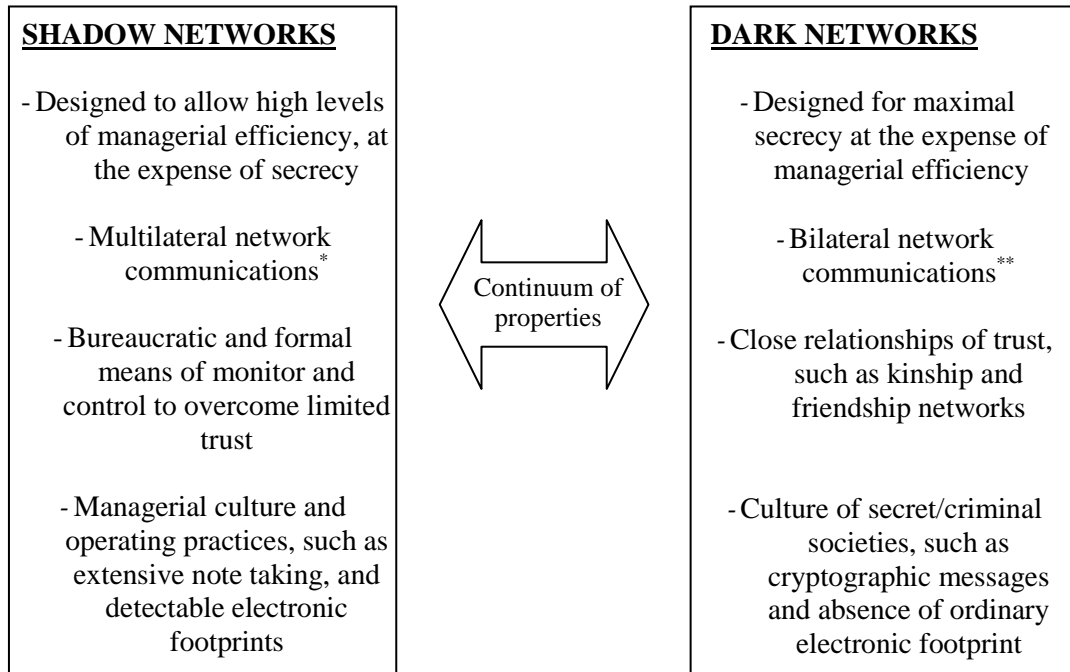 SHADOW NETWORKS
- Designed to allow high levels
of managerial efficiency, at
the expense of secrecy
- Multilateral network
communications*
- Bureaucratic and formal
means of monitor and
control to overcome limited
trust
- Managerial culture and
operating practices, such as
extensive note taking, and
detectable electronic
footprints
Continuum of
properties
DARK NETWORKS
- Designed for maximal
secrecy at the expense of
managerial efficiency
- Bilateral network
communications**
- Close relationships of trust,
such as kinship and
friendship networks
- Culture of secret/criminal
societies, such as
cryptographic messages
and absence of ordinary
electronic footprint